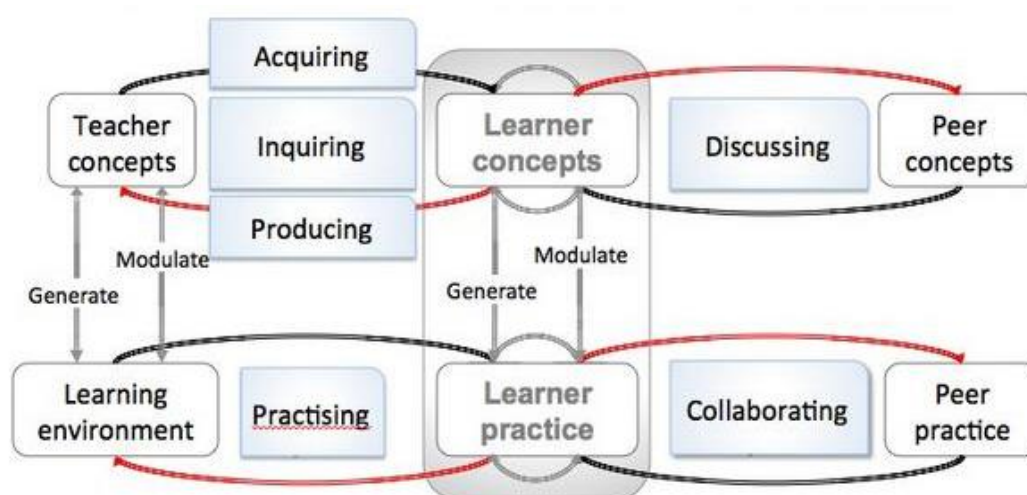 Acquiring
Teacher
concepts
Inquiring
Learner
concepts
Discussing
Peer
concepts
Producing
Modulate
Generate
Modulate
Generate
Learning
environment
Practising
Learner
practice
Collaborating
Peer
practice